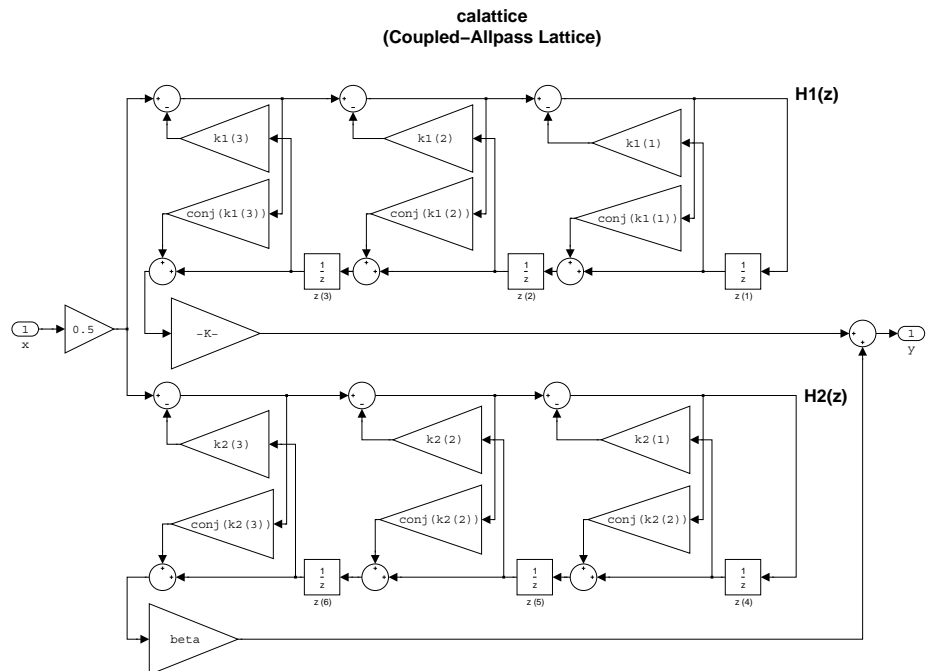 calattice
(Coupled−Allpass Lattice)
H1(z)
k1(3)
k1(2)
k1(1)
conj(k1(3))
conj(k1(2))
conj(k1(1))
1
z
z (3)
1
z
z (2)
1
z
z (1)
1
x
0.5
−K−
1
y
H2(z)
k2(3)
k2(2)
k2(1)
conj(k2(3))
conj(k2(2))
conj(k2(2))
1
z
z (6)
1
z
z (5)
1
z
z (4)
beta